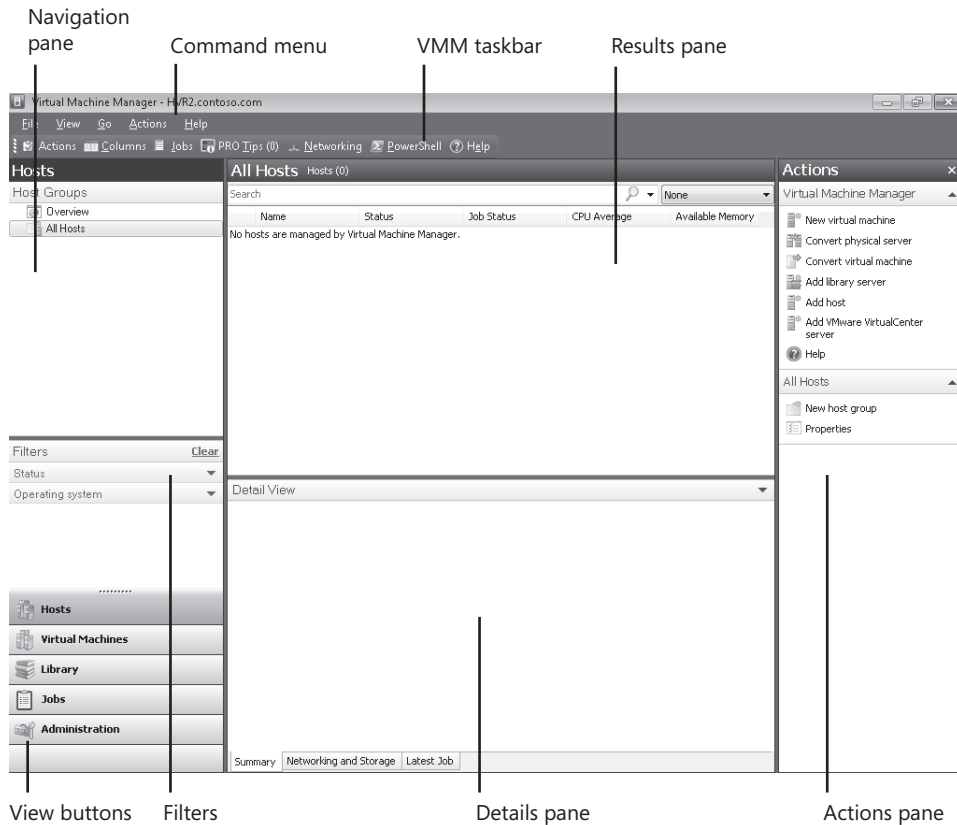 Navigation
pane
Command menu
VMM taskbar
Results pane
Virtual Machine Manager - HVR2.contoso.com
File View Go Actions Help
Actions Columns Jobs PRO Tips (0) Networking PowerShell Help
Hosts
Host Groups
Overview
All Hosts
All Hosts Hosts (0)
Search
None
Name Status Job Status CPU Average Available Memory
No hosts are managed by Virtual Machine Manager.
Actions
Virtual Machine Manager
New virtual machine
Convert physical server
Convert virtual machine
Add library server
Add host
Add VMware VirtualCenter
server
Help
All Hosts
New host group
Properties
Filters Clear
Status
Operating system
Hosts
Virtual Machines
Library
Jobs
Administration
Detail View
Summary Networking and Storage Latest Job
View buttons
Filters
Details pane
Actions pane